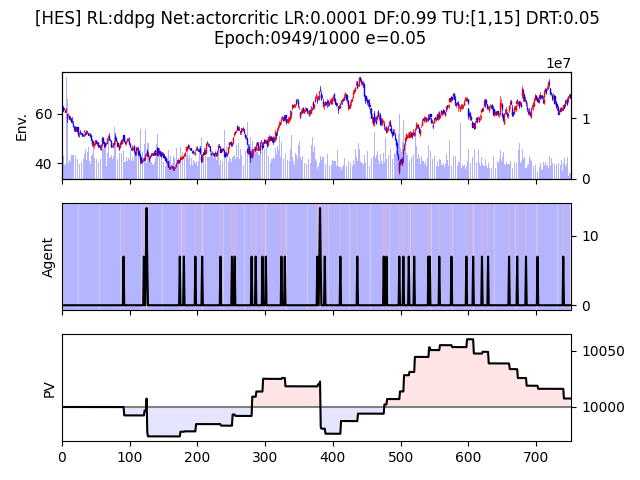 [HES] RL:ddpg Net:actorcritic LR:0.0001 DF:0.99 TU:[1,15] DRT:0.05
Epoch:0949/1000 e=0.05
1e7
Env.
60
40
1
0
Agent
10
0
PV
10050
10000
0 100 200 300 400 500 600 700